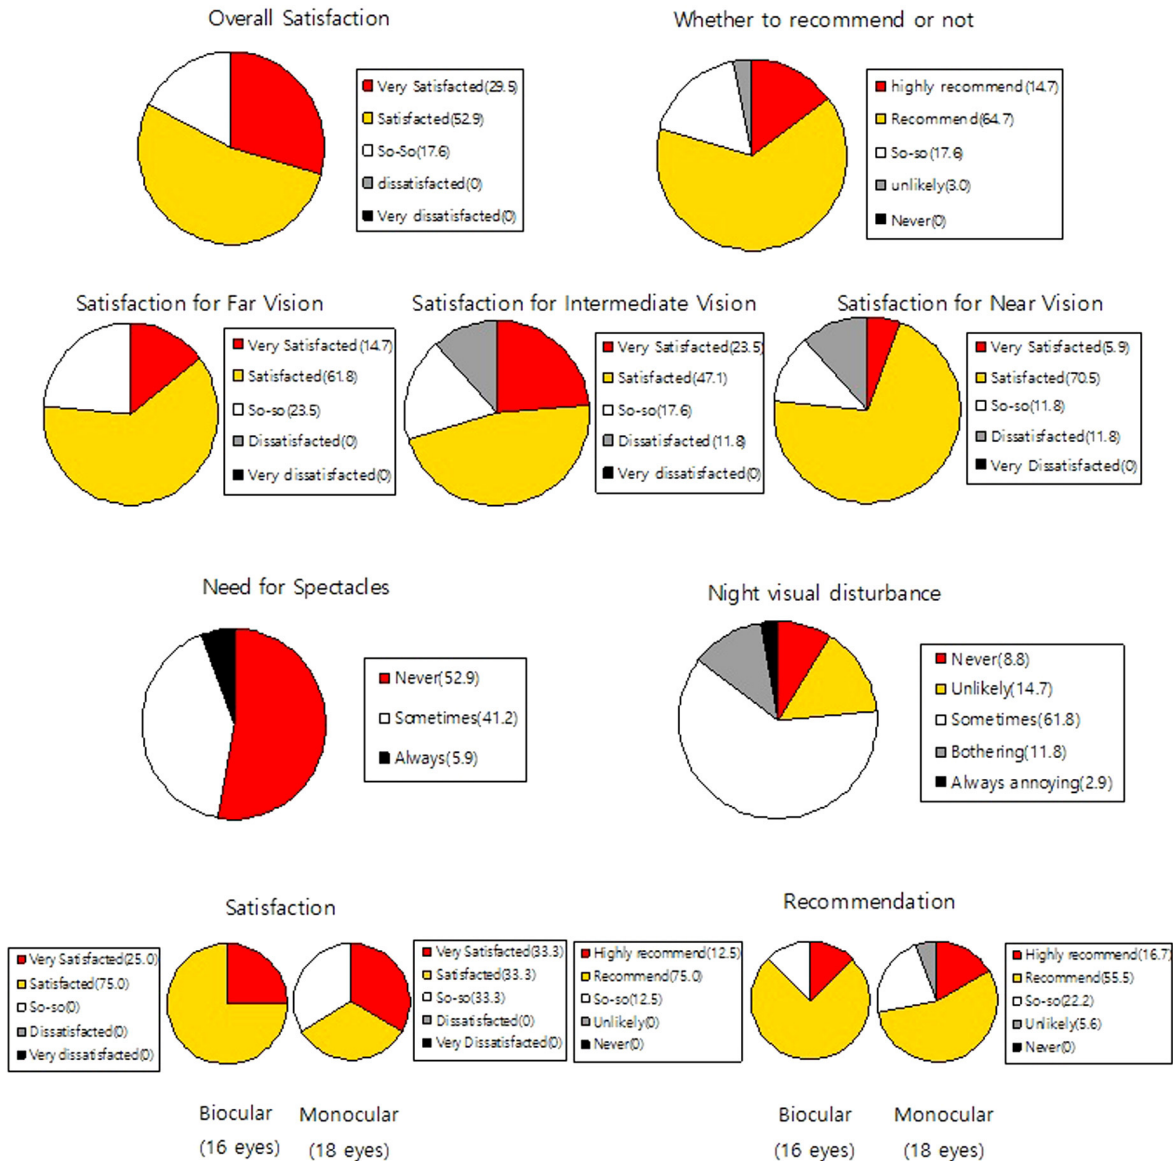 Overall Satisfaction
Very Satisfacted(29.5)
Satisfacted(52.9)
So-So(17.6)
dissatisfacted(0)
Very dissatisfacted(0)
Whether to recommend or not
highly recommend(14.7)
Recommend(64.7)
So-so(17.6)
unlikely(3.0)
Never(0)
Satisfaction for Far Vision
Very Satisfacted(14.7)
Satisfacted(61.8)
So-so(23.5)
Dissatisfacted(0)
Very dissatisfacted(0)
Satisfaction for Intermediate Vision
Very Satisfacted(23.5)
Satisfacted(47.1)
So-so(17.6)
Dissatisfacted(11.8)
Very dissatisfacted(0)
Satisfaction for Near Vision
Very Satisfacted(5.9)
Satisfacted(70.5)
So-so(11.8)
Dissatisfacted(11.8)
Very Dissatisfacted(0)
Need for Spectacles
Never(52.9)
Sometimes(41.2)
Always(5.9)
Night visual disturbance
Never(8.8)
Unlikely(14.7)
Sometimes(61.8)
Bothering(11.8)
Always annoying(2.9)
Satisfaction
Very Satisfacted(25.0)
Satisfacted(75.0)
So-so(0)
Dissatisfacted(0)
Very dissatisfacted(0)
Very Satisfacted(33.3)
Satisfacted(33.3)
So-so(33.3)
Dissatisfacted(0)
Very Dissatisfacted(0)
Biocular
(16 eyes)
Monocular
(18 eyes)
Recommendation
Highly recommend(12.5)
Recommend(75.0)
So-so(12.5)
Unlikely(0)
Never(0)
Highly recommend(16.7)
Recommend(55.5)
So-so(22.2)
Unlikely(5.6)
Never(0)
Biocular
(16 eyes)
Monocular
(18 eyes)